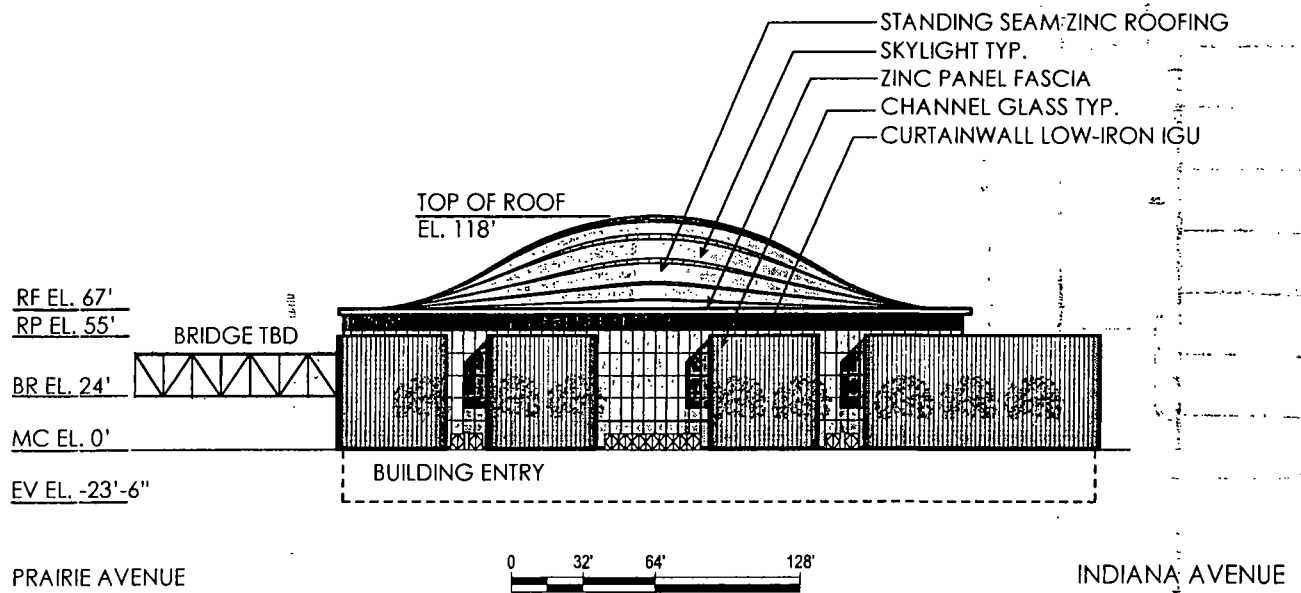 STANDING SEAM ZINC ROOFING
SKYLIGHT TYP.
ZINC PANEL FASCIA
CHANNEL GLASS TYP.
CURTAINWALL LOW-IRON IGU
TOP OF ROOF
EL. 118'
RF EL. 67'
RP EL. 55'
BRIDGE TBD
BR EL. 24'
MC EL. 0'
BUILDING ENTRY
EV EL. -23'-6"
0 32' 64' 128'
PRAIRIE AVENUE
INDIANA AVENUE